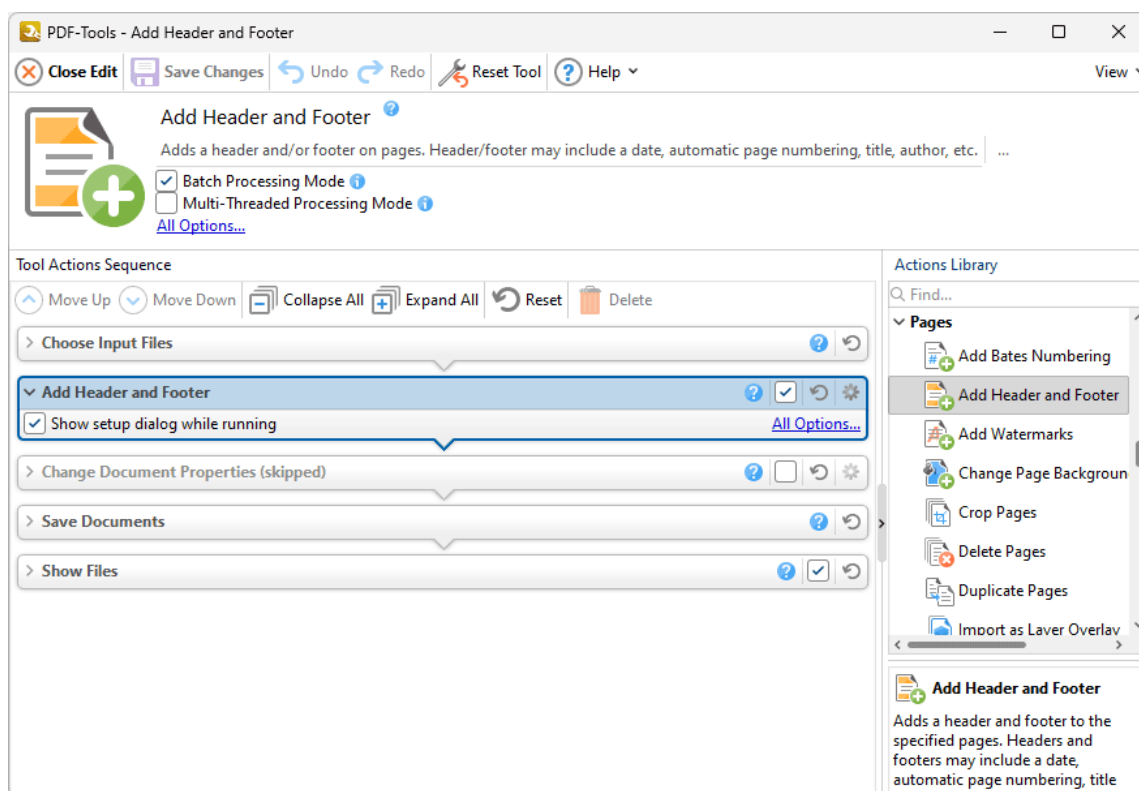 PDF-Tools - Add Header and Footer
Close Edit Save Changes Undo Redo Reset Tool ? Help View
Add Header and Footer ?
Adds a header and/or footer on pages. Header/footer may include a date, automatic page numbering, title, author, etc. ...
Batch Processing Mode i
Multi-Threaded Processing Mode i
All Options...
Tool Actions Sequence
Move Up Move Down Collapse All Expand All Reset Delete
Choose Input Files ?
Add Header and Footer ?
Show setup dialog while running All Options...
Change Document Properties (skipped) ?
Save Documents ?
Show Files ?
Actions Library
Find...
Pages
# Add Bates Numbering
Add Header and Footer
Add Watermarks
Change Page Backgroun
Crop Pages
Delete Pages
Duplicate Pages
Import as Layer Overlay
Add Header and Footer
Adds a header and footer to the
specified pages. Headers and
footers may include a date,
automatic page numbering, title